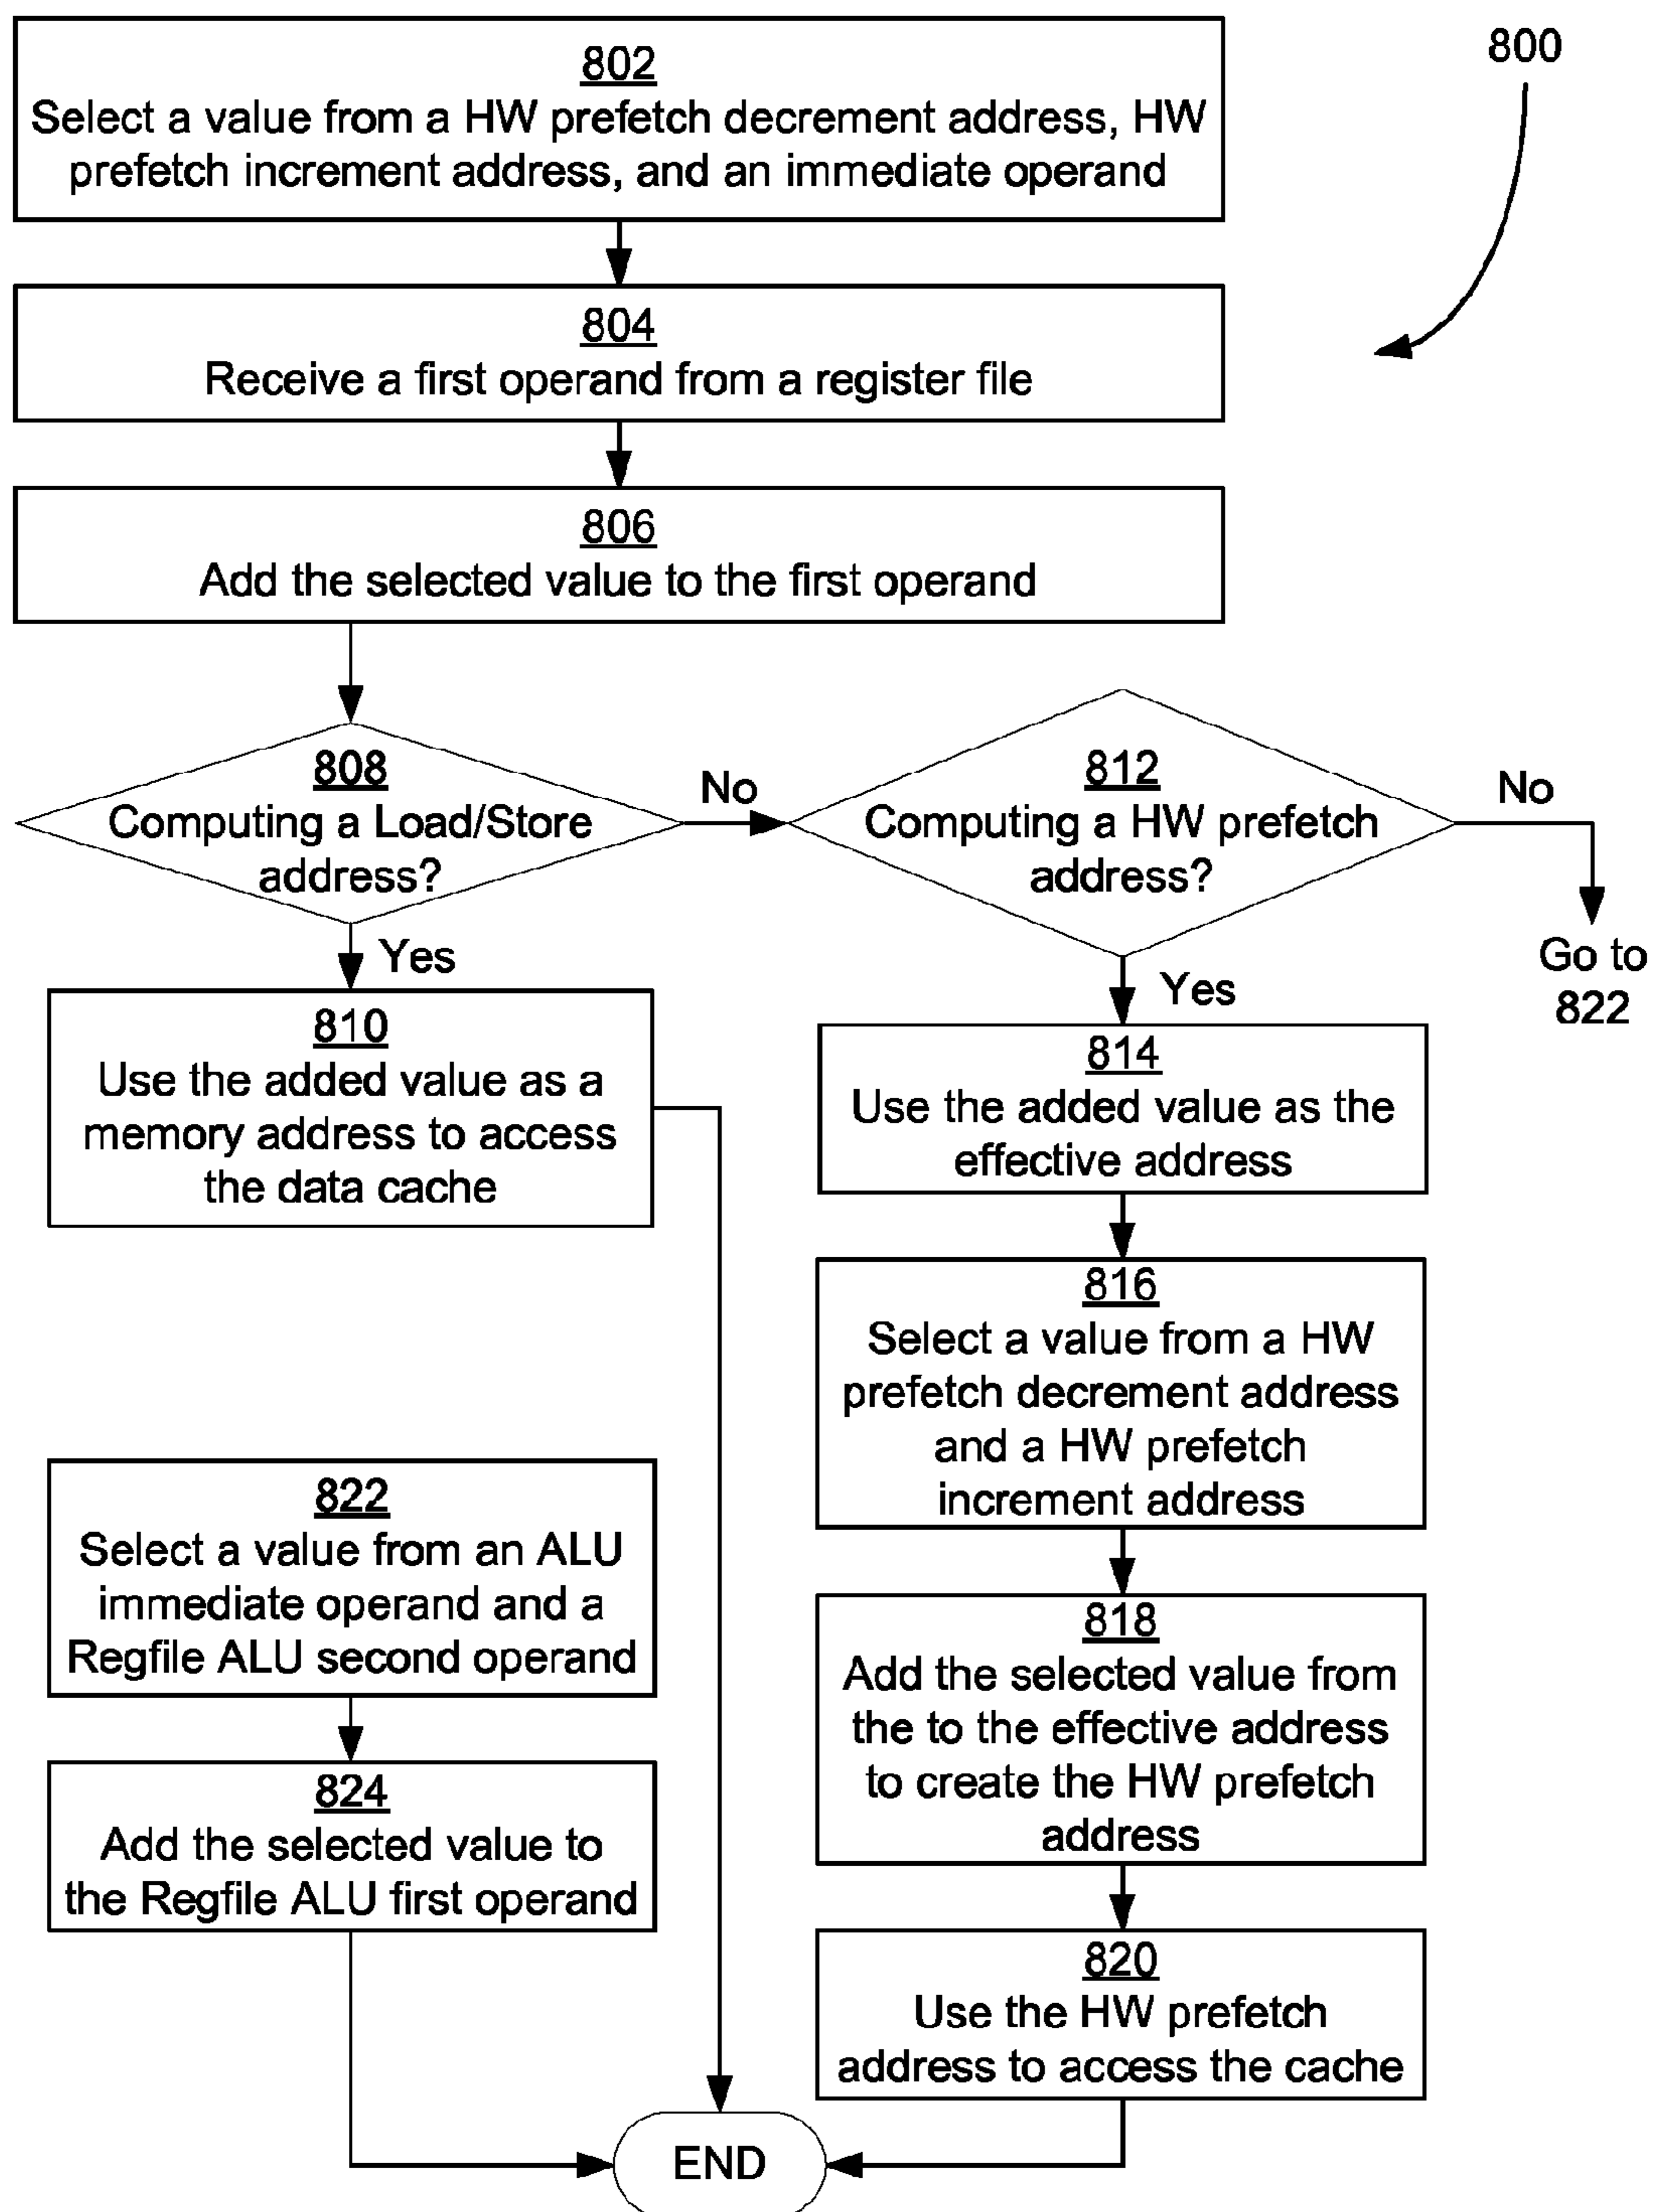 800
802
Select a value from a HW prefetch decrement address, HW
prefetch increment address, and an immediate operand
804
Receive a first operand from a register file
806
Add the selected value to the first operand
808
Computing a Load/Store
address?
No
812
Computing a HW prefetch
address?
No
Go to
822
Yes
810
Use the added value as a
memory address to access
the data cache
Yes
814
Use the added value as the
effective address
816
Select a value from a HW
prefetch decrement address
and a HW prefetch
increment address
818
Add the selected value from
the to the effective address
to create the HW prefetch
address
820
Use the HW prefetch
address to access the cache
822
Select a value from an ALU
immediate operand and a
Regfile ALU second operand
824
Add the selected value to
the Regfile ALU first operand
END